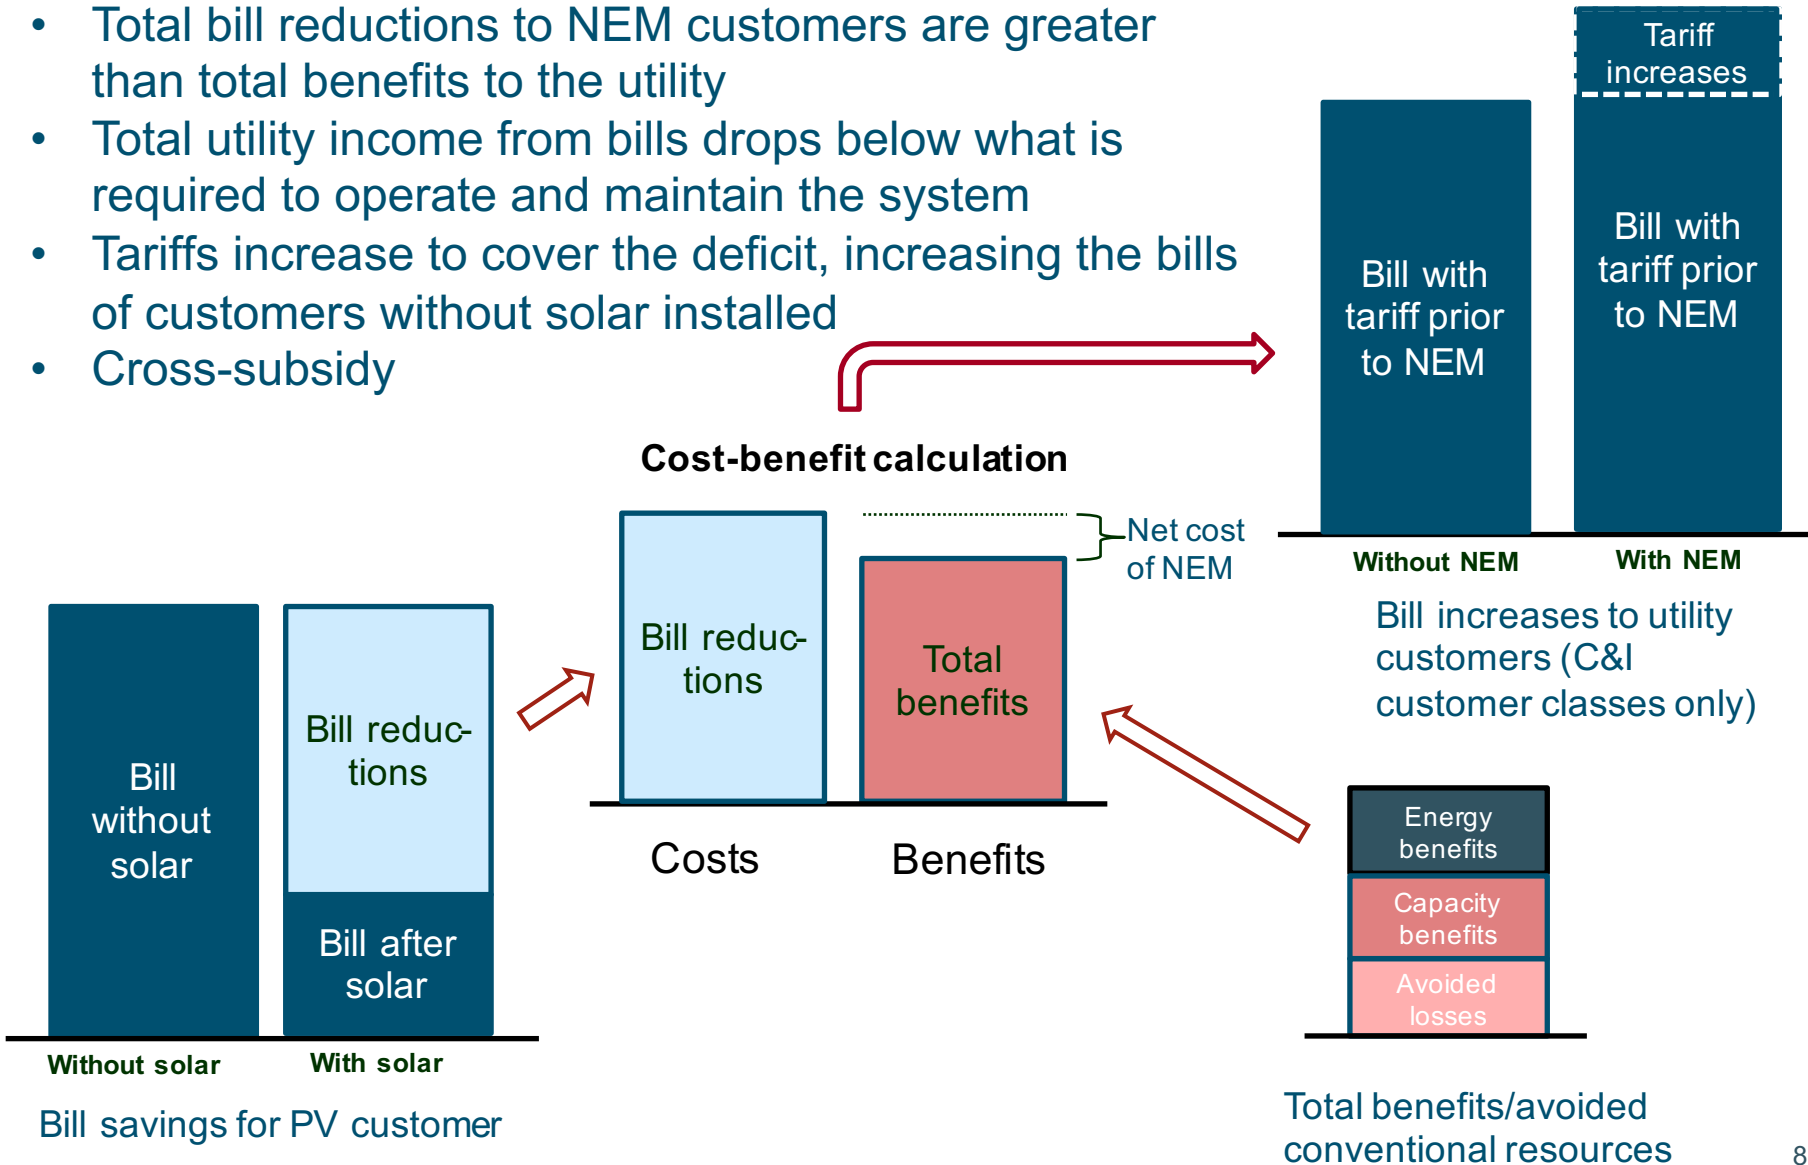 • Total bill reductions to NEM customers are greater
than total benefits to the utility
• Total utility income from bills drops below what is
required to operate and maintain the system
• Tariffs increase to cover the deficit, increasing the bills
of customers without solar installed
• Cross-subsidy
Tariff
increases
Bill with
tariff prior
to NEM
Bill with
tariff prior
to NEM
Without NEM
With NEM
Bill increases to utility
customers (C&I
customer classes only)
Cost-benefit calculation
Net cost
of NEM
Bill reduc-
tions
Total
benefits
Costs
Benefits
Bill
without
solar
Bill reduc-
tions
Bill after
solar
Without solar
With solar
Bill savings for PV customer
Energy
benefits
Capacity
benefits
Avoided
losses
Total benefits/avoided
conventional resources
8